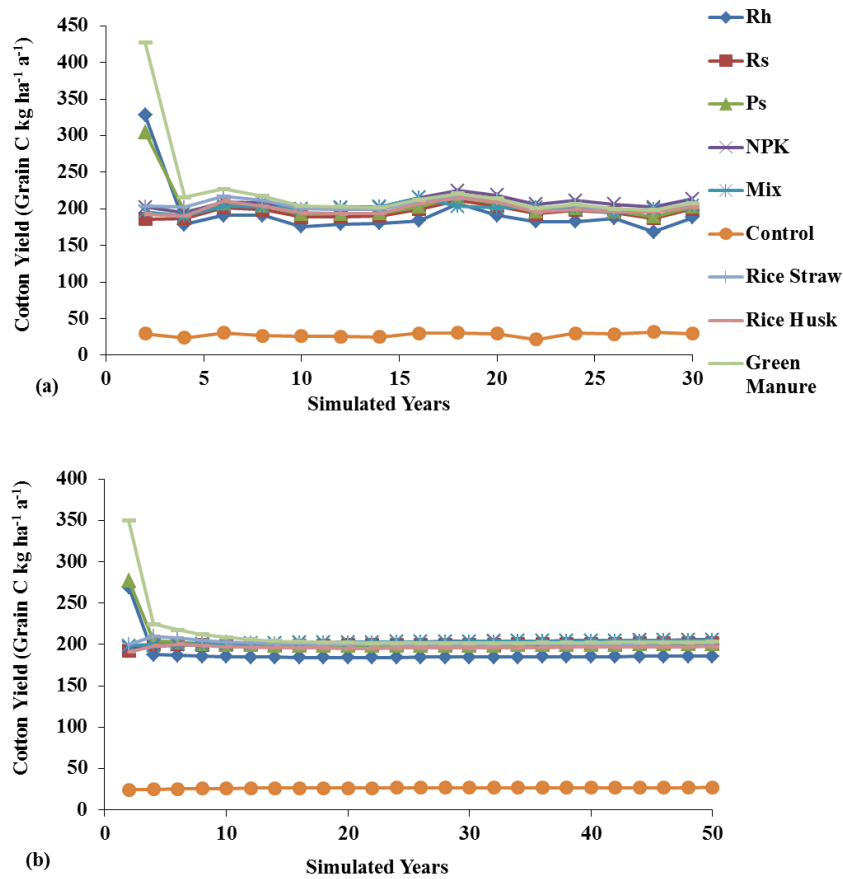 Cotton Yield (Grain C kg ha⁻¹ a⁻¹)
450
400
350
300
250
200
150
100
50
0
0 5 10 15 20 25 30
Simulated Years
(a)
Rh
Rs
Ps
NPK
Mix
Control
Rice Straw
Rice Husk
Green
Manure
Cotton Yield (Grain C kg ha⁻¹ a⁻¹)
400
350
300
250
200
150
100
50
0
0 10 20 30 40 50
Simulated Years
(b)